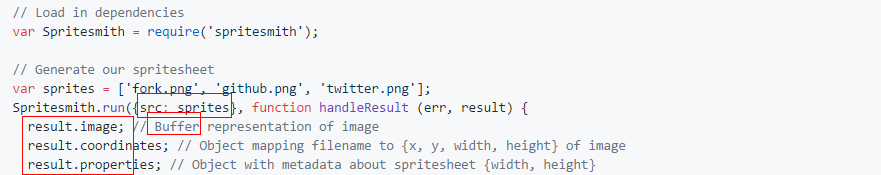 // Load in dependencies
var Spritesmith = require('spritesmith');
// Generate our spritesheet
var sprites = ['fork.png', 'github.png', 'twitter.png'];
Spritesmith.run({src: sprites}, function handleResult (err, result) {
result.image; // Buffer representation of image
result.coordinates; // Object mapping filename to {x, y, width, height} of image
result.properties; // Object with metadata about spritesheet {width, height}